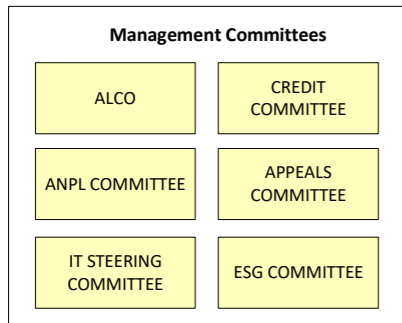 Management Committees
ALCO
CREDIT
COMMITTEE
ANPL COMMITTEE
APPEALS
COMMITTEE
IT STEERING
COMMITTEE
ESG COMMITTEE